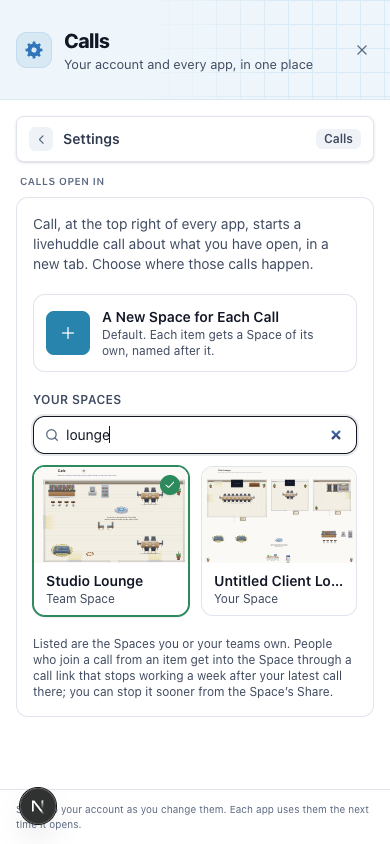 Calls
Your account and every app, in one place
Settings
Calls
CALLS OPEN IN
Call, at the top right of every app, starts a
livehuddle call about what you have open, in a
new tab. Choose where those calls happen.
A New Space for Each Call
Default. Each item gets a Space of its
own, named after it.
YOUR SPACES
lounge
Studio Lounge
Team Space
Untitled Client Lo...
Your Space
Listed are the Spaces you or your teams own. People
who join a call from an item get into the Space through a
call link that stops working a week after your latest call
there; you can stop it sooner from the Space's Share.
N
your account as you change them. Each app uses them the next
time it opens.